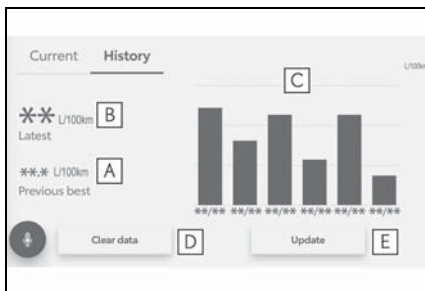 Current History
L/100km
C
**.* L/100km B
Latest
**.* L/100km A
Previous best
**/** **/** **/** **/** **/** **/**
Clear data D Update E